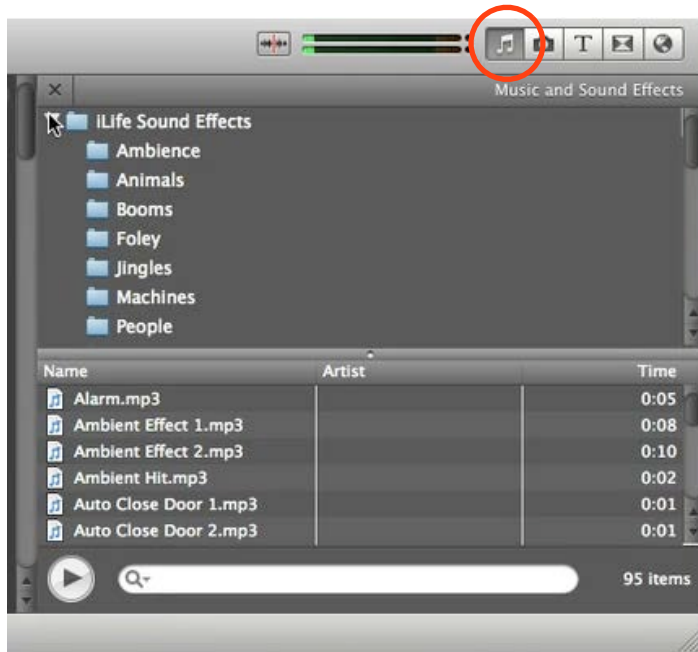 T
Music and Sound Effects
iLife Sound Effects
Ambience
Animals
Booms
Foley
Jingles
Machines
People
Name Artist Time
Alarm.mp3 0:05
Ambient Effect 1.mp3 0:08
Ambient Effect 2.mp3 0:10
Ambient Hit.mp3 0:02
Auto Close Door 1.mp3 0:01
Auto Close Door 2.mp3 0:01
95 items